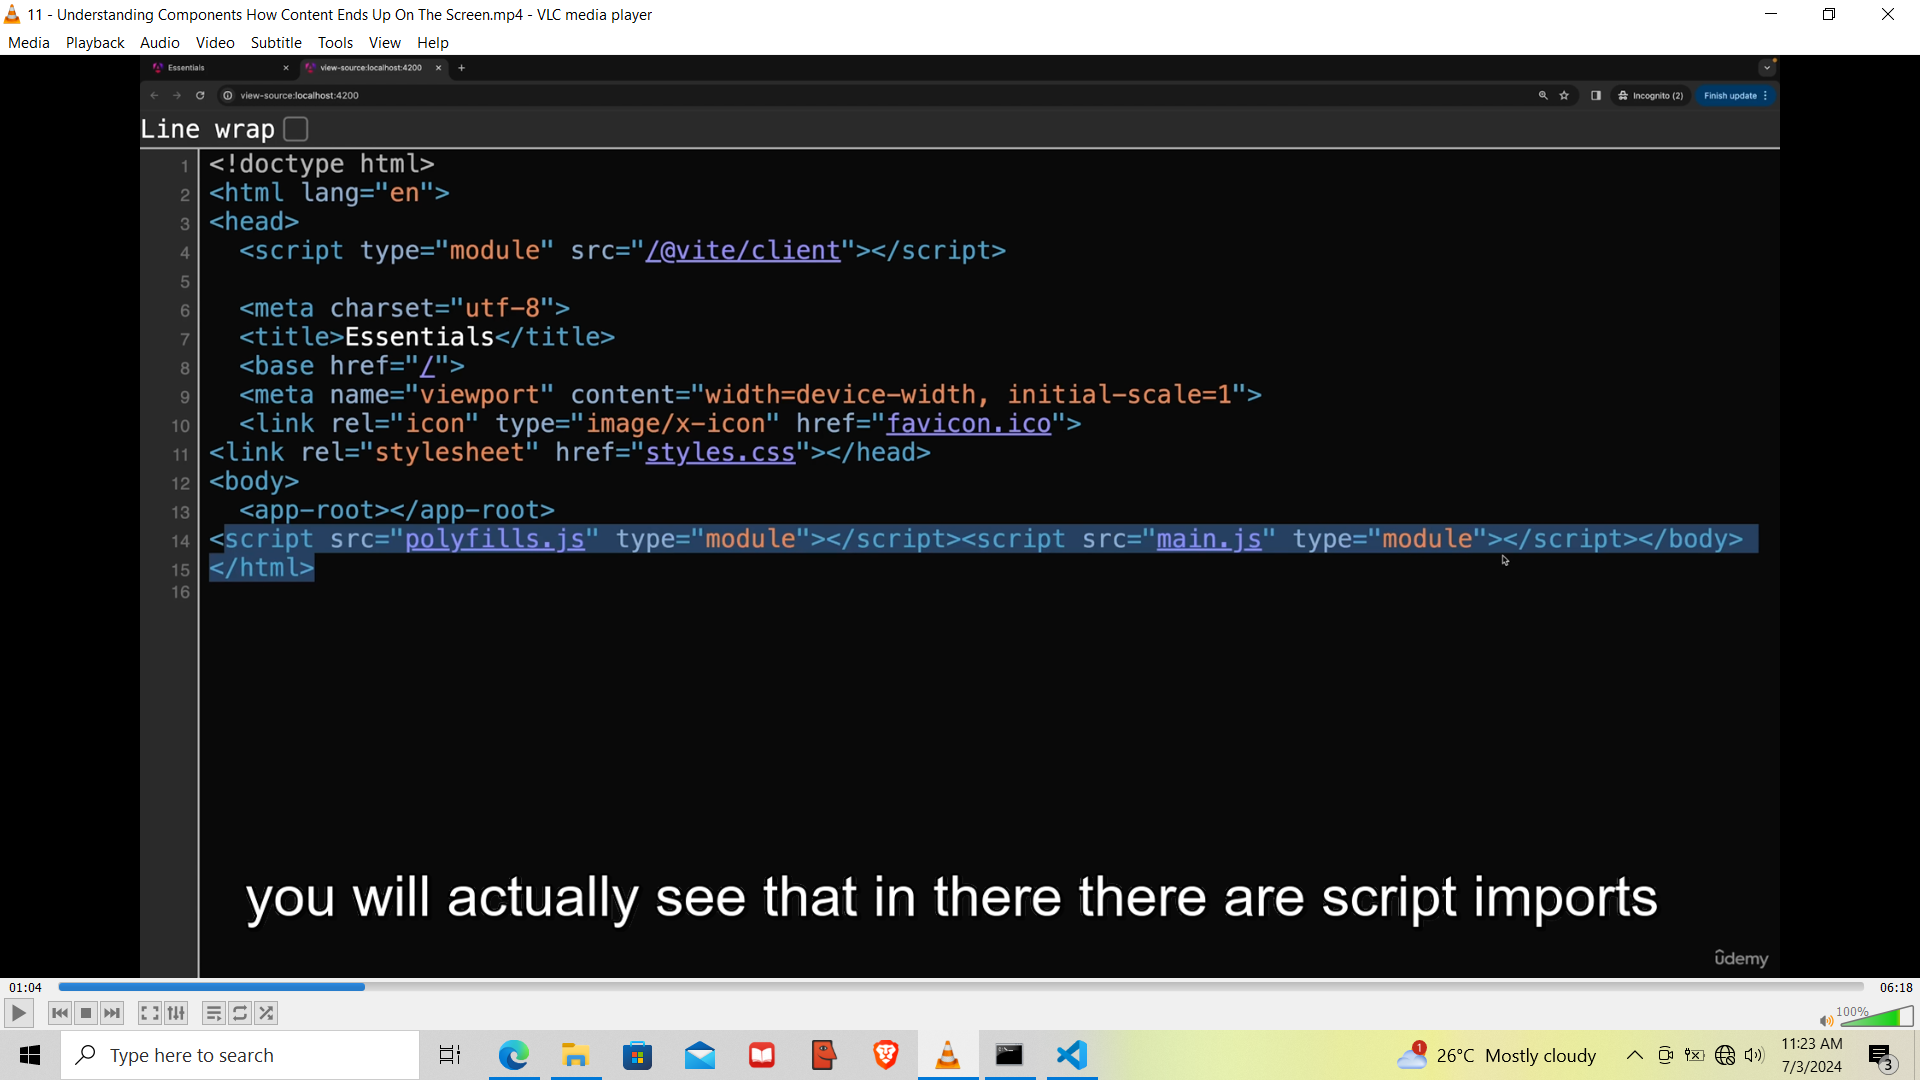 11 - Understanding Components How Content Ends Up On The Screen.mp4 - VLC media player
Media Playback Audio Video Subtitle Tools View Help
Essentials
view-source:localhost:4200
view-source:localhost:4200
Incognito (2)
Finish update
Line wrap
1 <!doctype html>
2 <html lang="en">
3 <head>
4 <script type="module" src="/@vite/client"></script>
5
6 <meta charset="utf-8">
7 <title>Essentials</title>
8 <base href="/">
9 <meta name="viewport" content="width=device-width, initial-scale=1">
10 <link rel="icon" type="image/x-icon" href="favicon.ico">
11 <link rel="stylesheet" href="styles.css"></head>
12 <body>
13 <app-root></app-root>
14 <script src="polyfills.js" type="module"></script><script src="main.js" type="module"></script></body>
15 </html>
16
you will actually see that in there there are script imports
ûdemy
01:04
06:18
100%
Type here to search
1
26°C Mostly cloudy
11:23 AM
7/3/2024
3